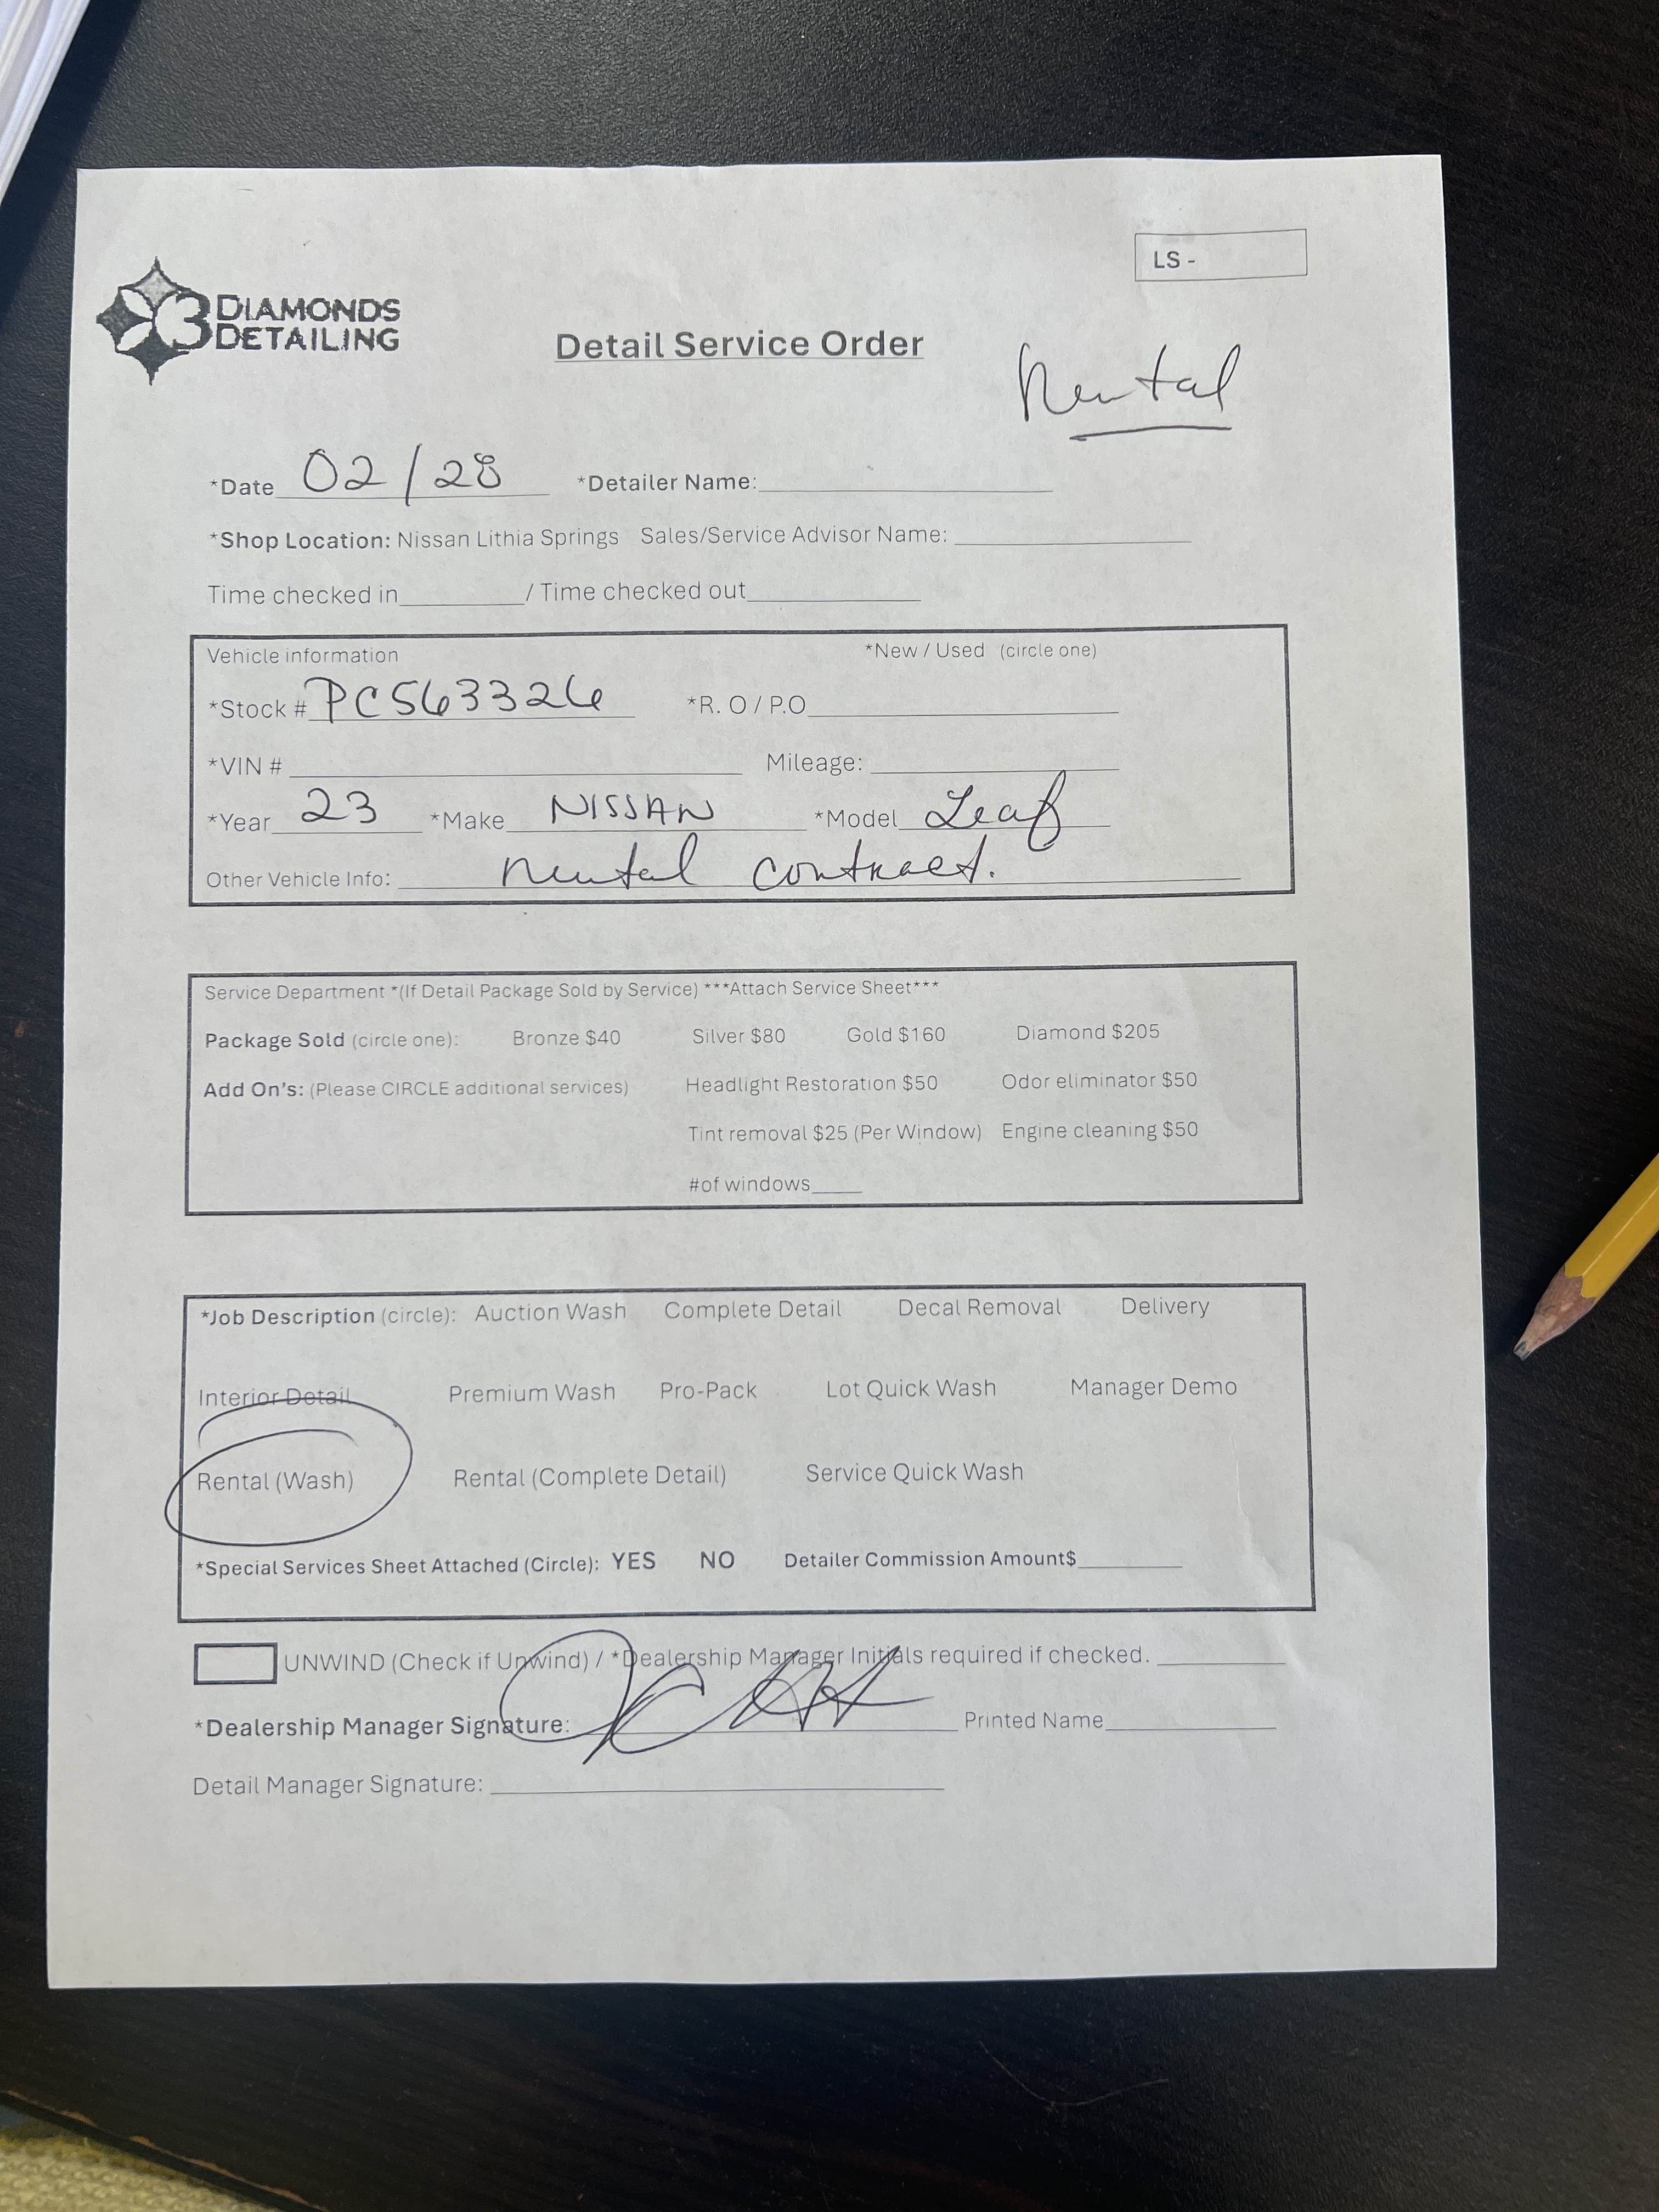 LS -
3 DIAMONDS
DETAILING
Detail Service Order
Rental
*Date 02/28 *Detailer Name:
*Shop Location: Nissan Lithia Springs Sales/Service Advisor Name:
Time checked in / Time checked out
Vehicle information *New / Used (circle one)
*Stock # PC563326 *R. O / P.O
*VIN # Mileage:
*Year 23 *Make NISSAN *Model Leaf
Other Vehicle Info: rental contract.
Service Department *(If Detail Package Sold by Service) ***Attach Service Sheet***
Package Sold (circle one): Bronze $40 Silver $80 Gold $160 Diamond $205
Add On's: (Please CIRCLE additional services) Headlight Restoration $50 Odor eliminator $50
Tint removal $25 (Per Window) Engine cleaning $50
#of windows
*Job Description (circle): Auction Wash Complete Detail Decal Removal Delivery
Interior Detail Premium Wash Pro-Pack Lot Quick Wash Manager Demo
Rental (Wash) Rental (Complete Detail) Service Quick Wash
*Special Services Sheet Attached (Circle): YES NO Detailer Commission Amount$
UNWIND (Check if Unwind) / *Dealership Manager Initials required if checked.
*Dealership Manager Signature: Printed Name
Detail Manager Signature: